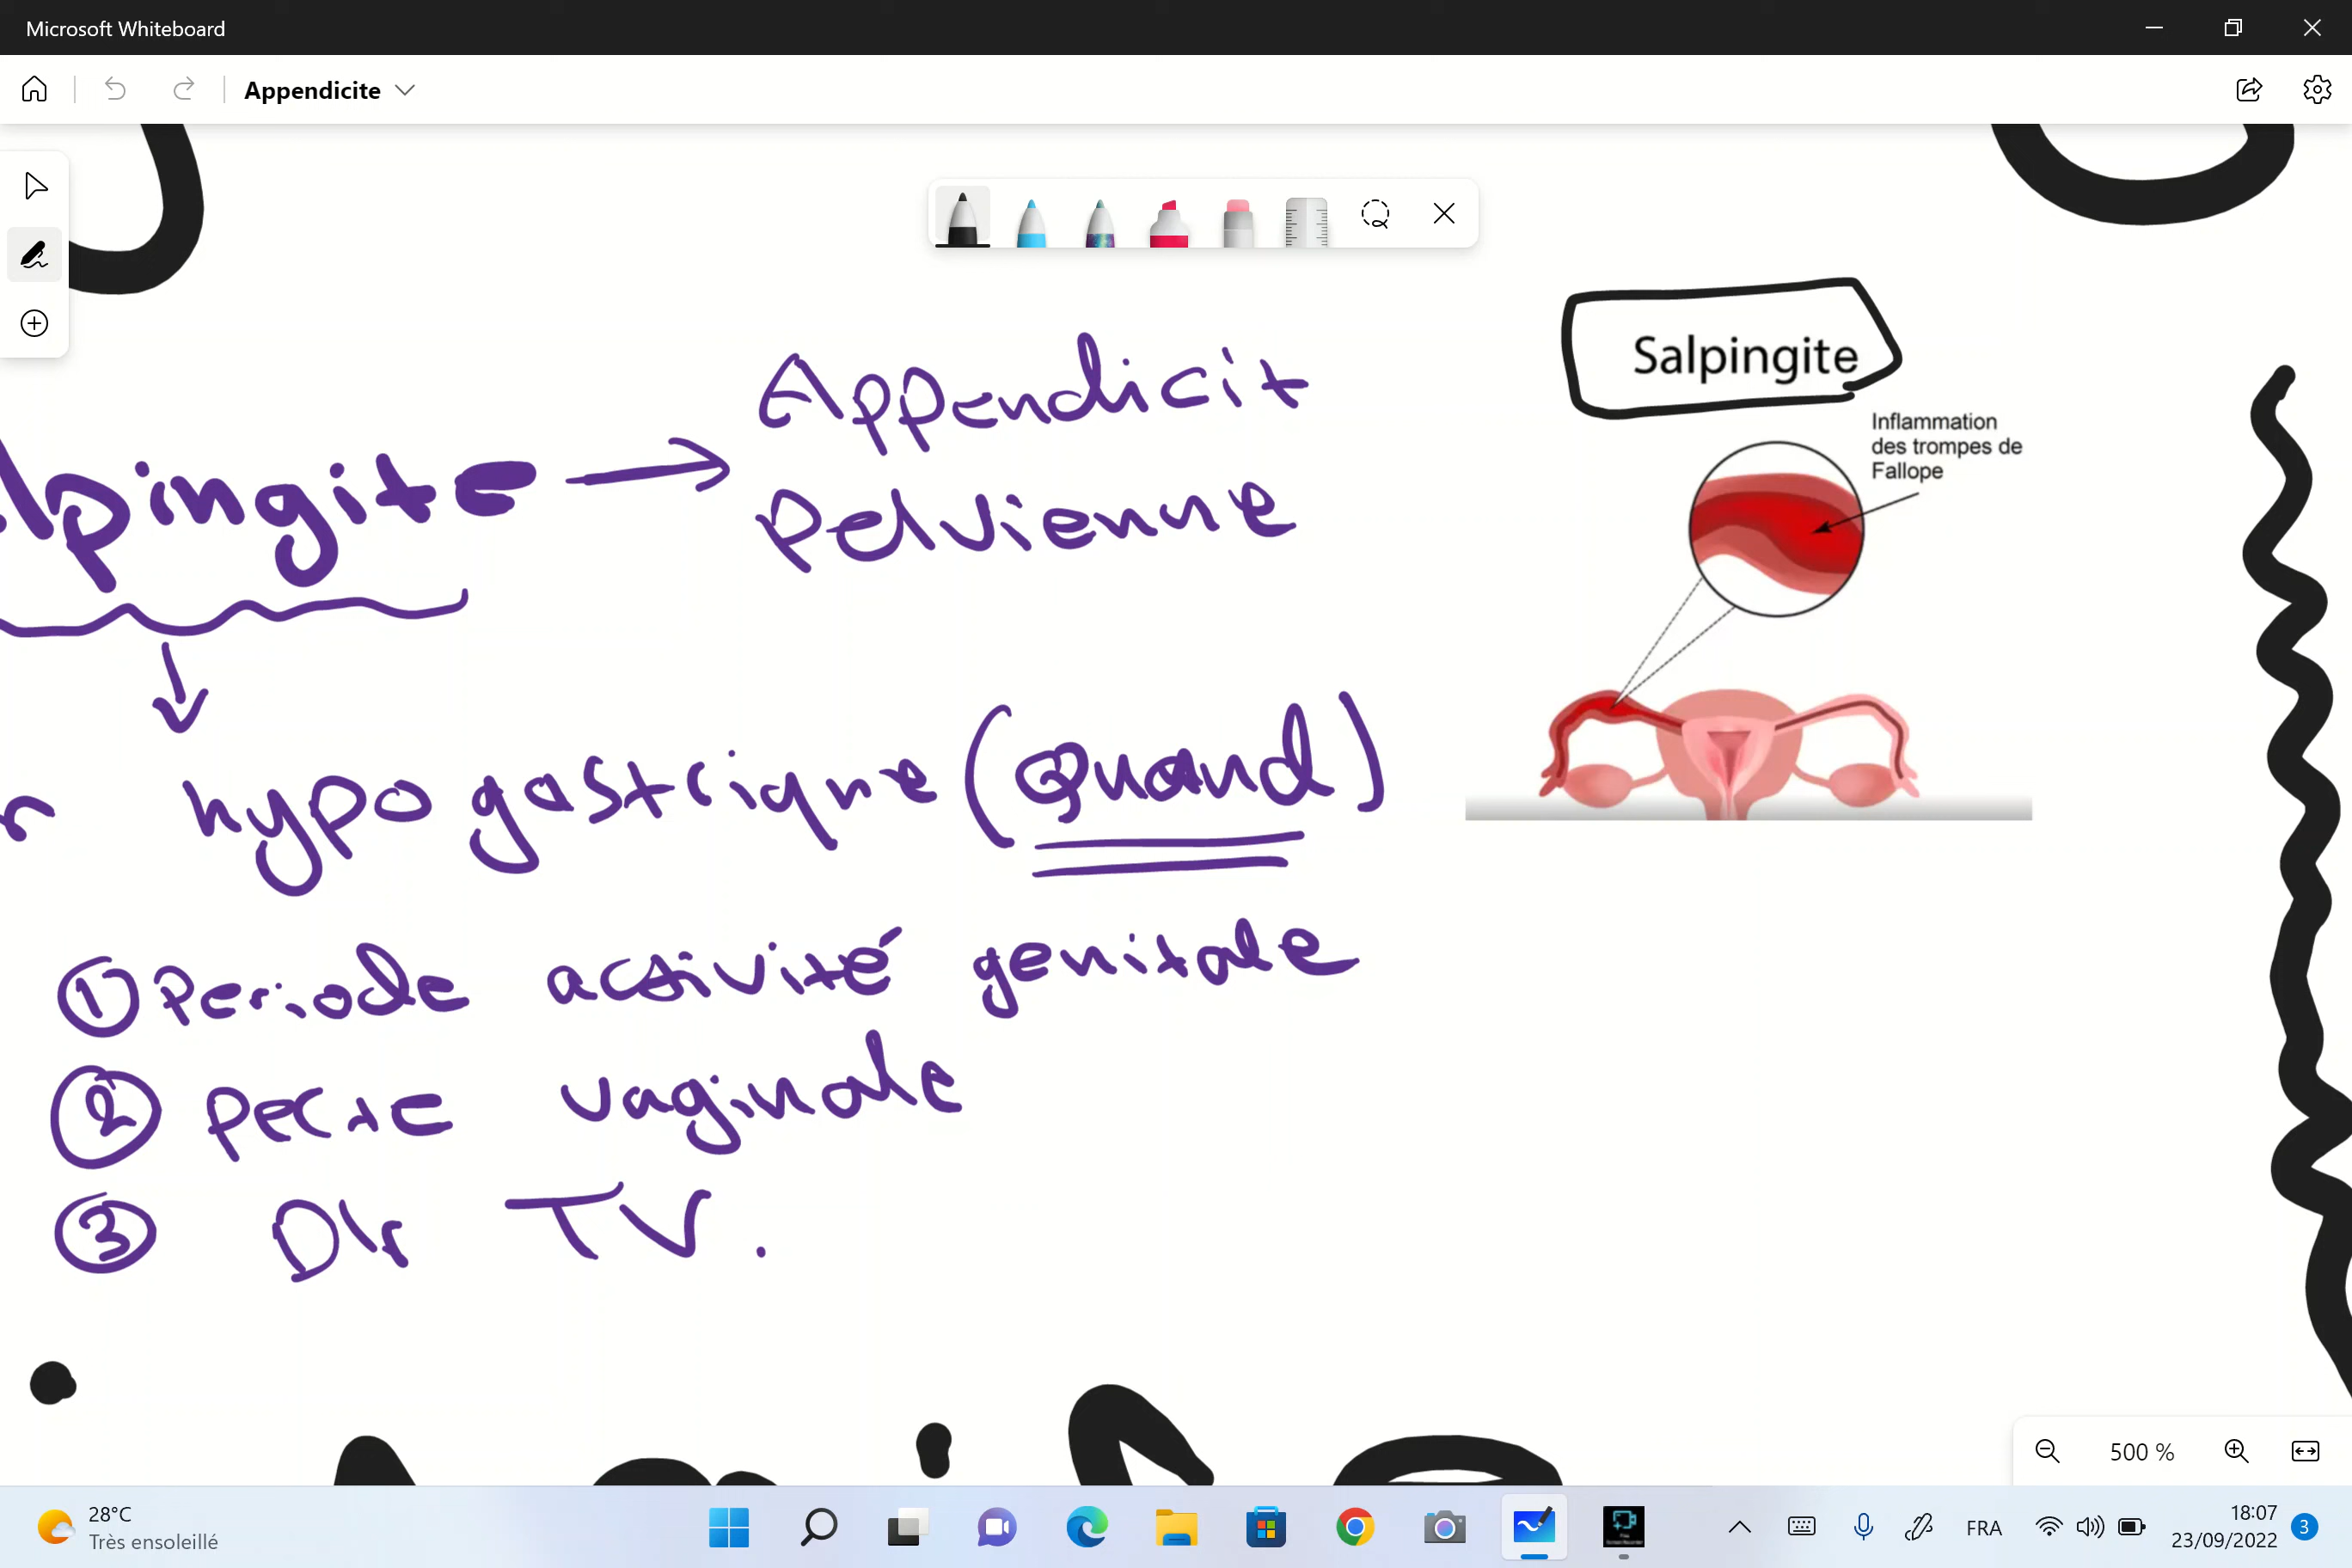 Microsoft Whiteboard
Appendicite
Appendicit
Salpingite
Inflammation
des trompes de
Fallope
lpingite →
Pelvienne
hypogastrique (Quand)
① Periode activité genitale
② Perte vaginale
③ Dlr TV.
500 %
28°C
Très ensoleillé
FRA
18:07
23/09/2022
3